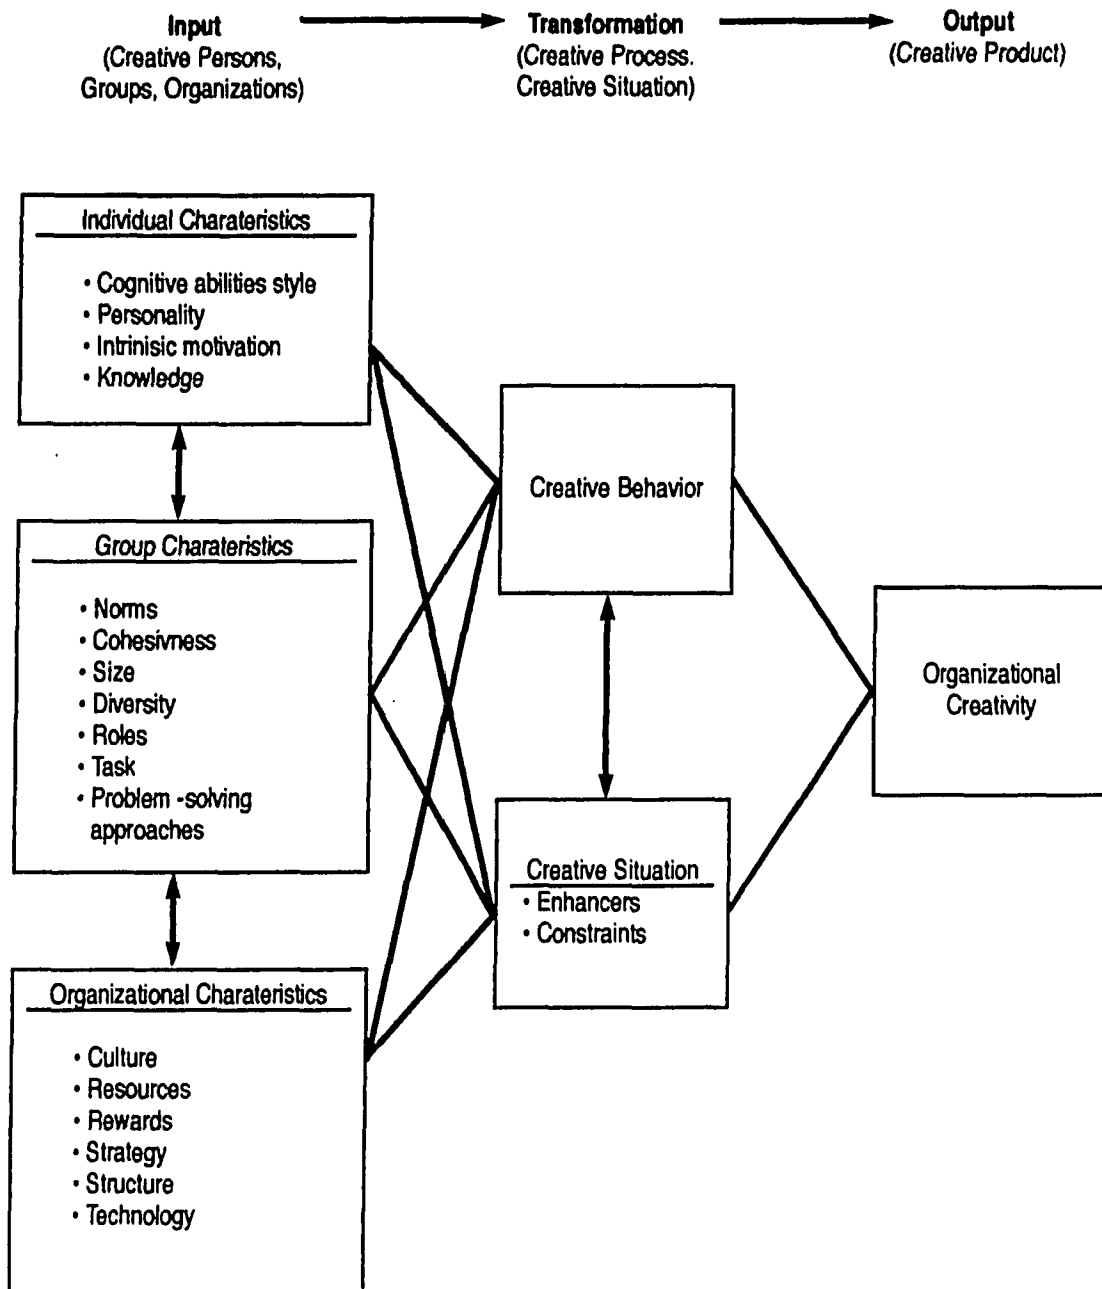 Input
(Creative Persons,
Groups, Organizations)
Transformation
(Creative Process.
Creative Situation)
Output
(Creative Product)
Individual Charateristics
• Cognitive abilities style
• Personality
• Intrinisic motivation
• Knowledge
Group Charateristics
• Norms
• Cohesivness
• Size
• Diversity
• Roles
• Task
• Problem -solving
approaches
Organizational Charateristics
• Culture
• Resources
• Rewards
• Strategy
• Structure
• Technology
Creative Behavior
Creative Situation
• Enhancers
• Constraints
Organizational
Creativity